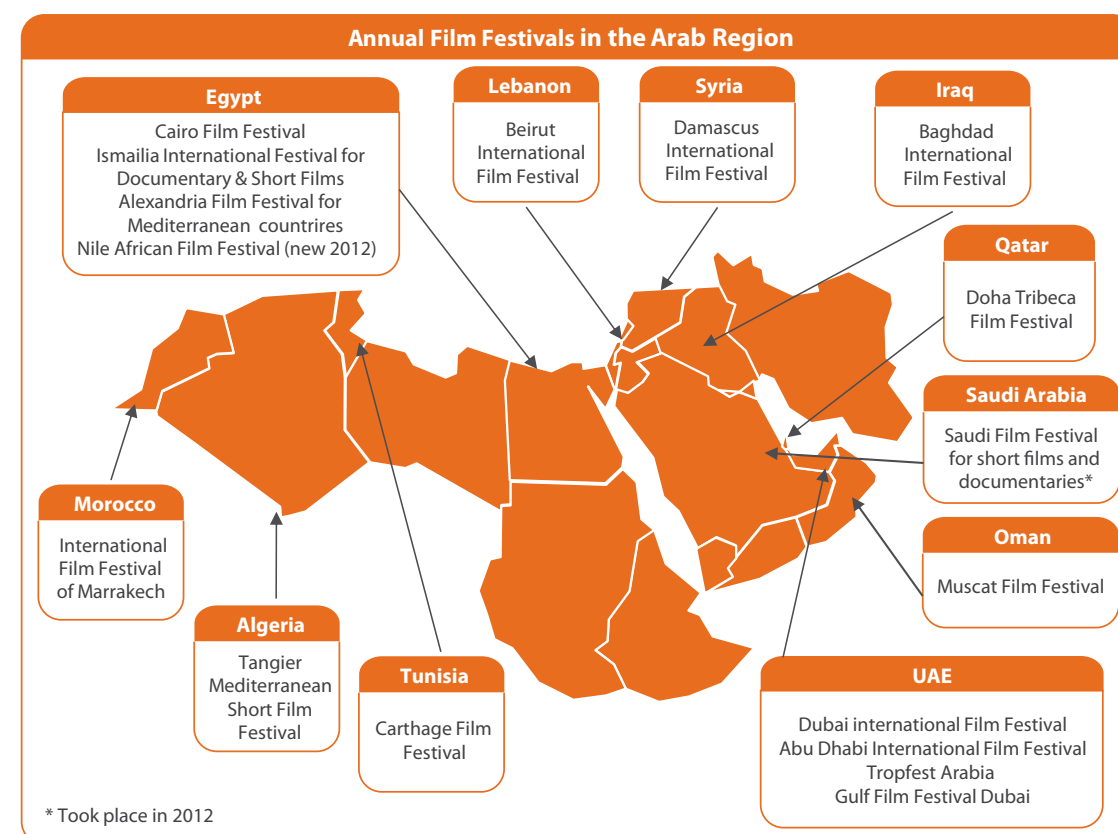 Annual Film Festivals in the Arab Region
Egypt
Cairo Film Festival
Ismailia International Festival for
Documentary & Short Films
Alexandria Film Festival for
Mediterranean countrires
Nile African Film Festival (new 2012)
Lebanon
Beirut
International
Film Festival
Syria
Damascus
International
Film Festival
Iraq
Baghdad
International
Film Festival
Qatar
Doha Tribeca
Film Festival
Saudi Arabia
Saudi Film Festival
for short films and
documentaries*
Oman
Muscat Film Festival
Morocco
International
Film Festival
of Marrakech
Algeria
Tangier
Mediterranean
Short Film
Festival
Tunisia
Carthage Film
Festival
UAE
Dubai international Film Festival
Abu Dhabi International Film Festival
Tropfest Arabia
Gulf Film Festival Dubai
* Took place in 2012